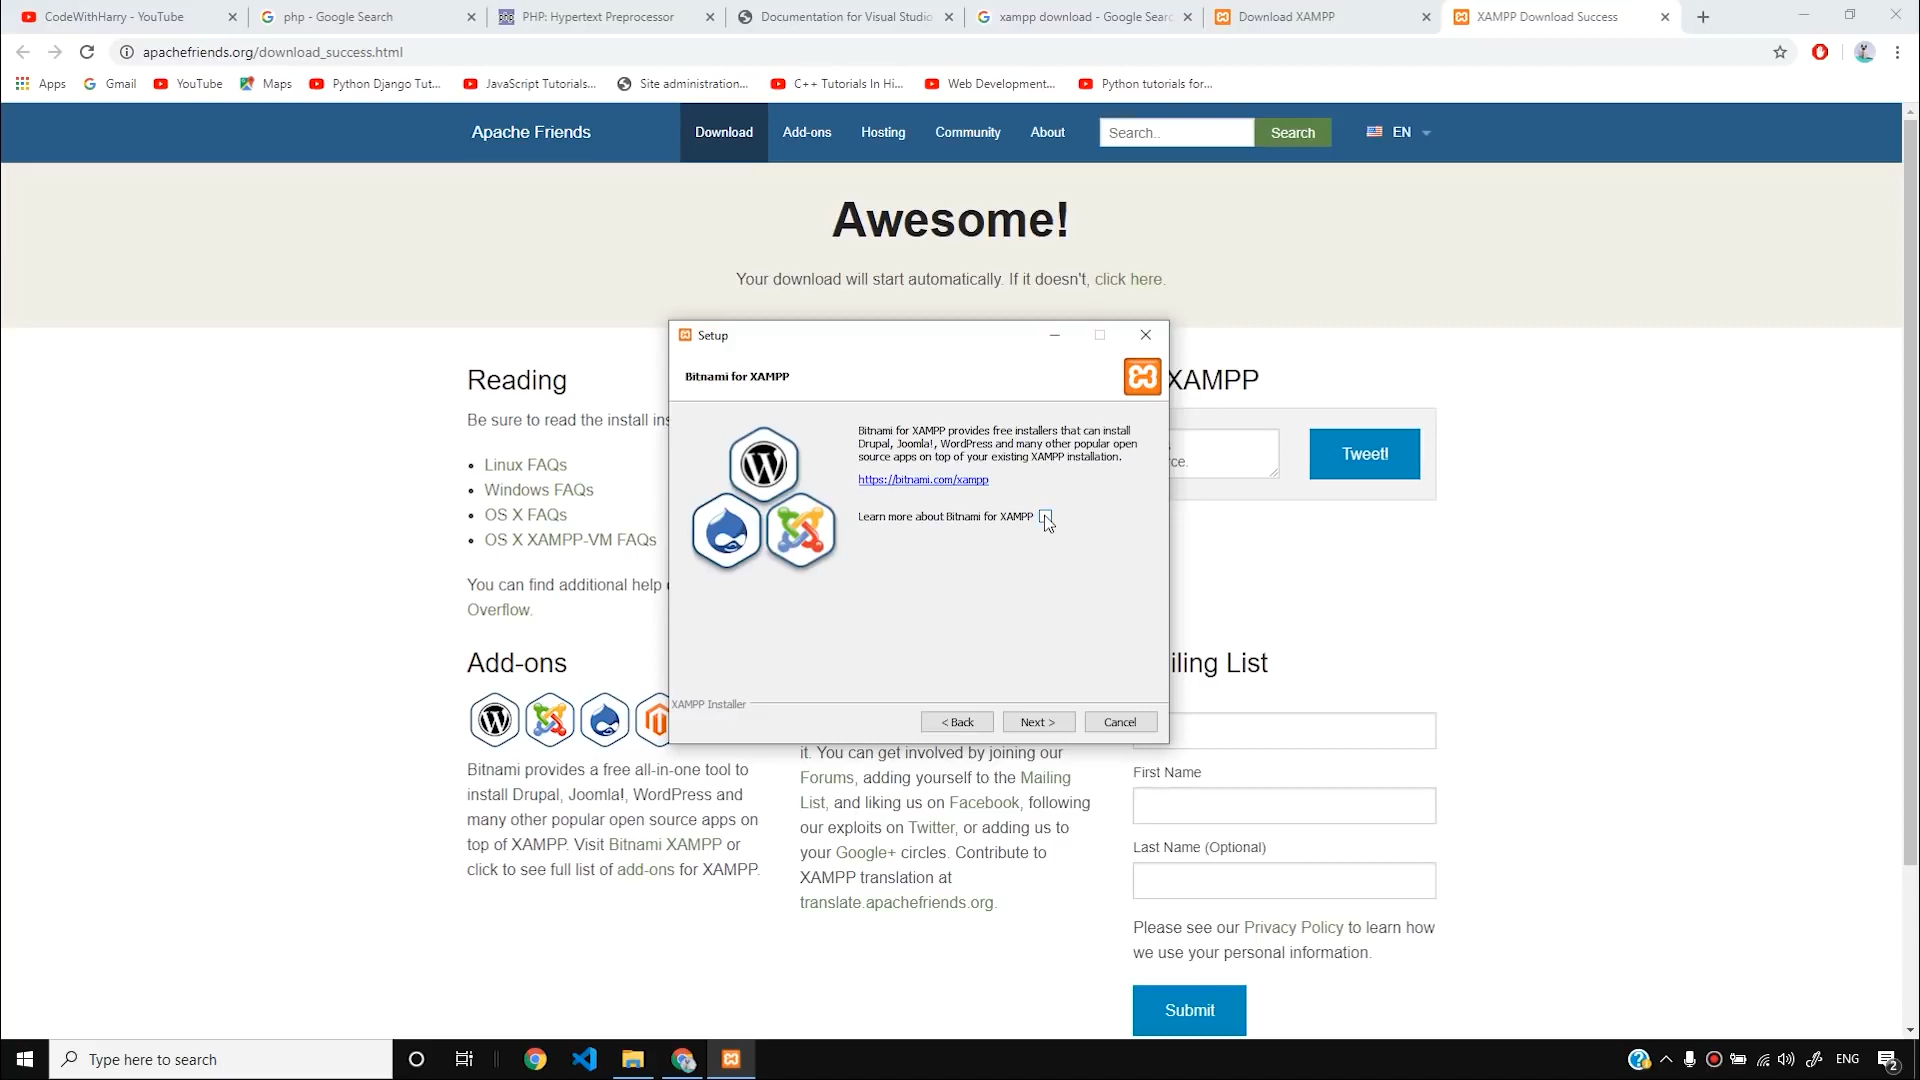 CodeWithHarry - YouTube
php - Google Search
PHP: Hypertext Preprocessor
Documentation for Visual Studio
xampp download - Google Searc
Download XAMPP
XAMPP Download Success
apachefriends.org/download_success.html
Apps
Gmail
YouTube
Maps
Python Django Tut...
JavaScript Tutorials...
Site administration...
C++ Tutorials In Hi...
Web Development...
Python tutorials for...
Apache Friends
Download
Add-ons
Hosting
Community
About
Search..
Search
EN
Awesome!
Your download will start automatically. If it doesn't, click here.
Setup
Bitnami for XAMPP
Bitnami for XAMPP provides free installers that can install
Drupal, Joomla!, WordPress and many other popular open
source apps on top of your existing XAMPP installation.
https://bitnami.com/xampp
Learn more about Bitnami for XAMPP
XAMPP Installer
< Back
Next >
Cancel
Reading
Be sure to read the install ins
Linux FAQs
Windows FAQs
OS X FAQs
OS X XAMPP-VM FAQs
You can find additional help
Overflow.
XAMPP
ce.
Tweet!
Add-ons
Bitnami provides a free all-in-one tool to
install Drupal, Joomla!, WordPress and
many other popular open source apps on
top of XAMPP. Visit Bitnami XAMPP or
click to see full list of add-ons for XAMPP.
it. You can get involved by joining our
Forums, adding yourself to the Mailing
List, and liking us on Facebook, following
our exploits on Twitter, or adding us to
your Google+ circles. Contribute to
XAMPP translation at
translate.apachefriends.org.
iling List
First Name
Last Name (Optional)
Please see our Privacy Policy to learn how
we use your personal information.
Submit
Type here to search
ENG
2